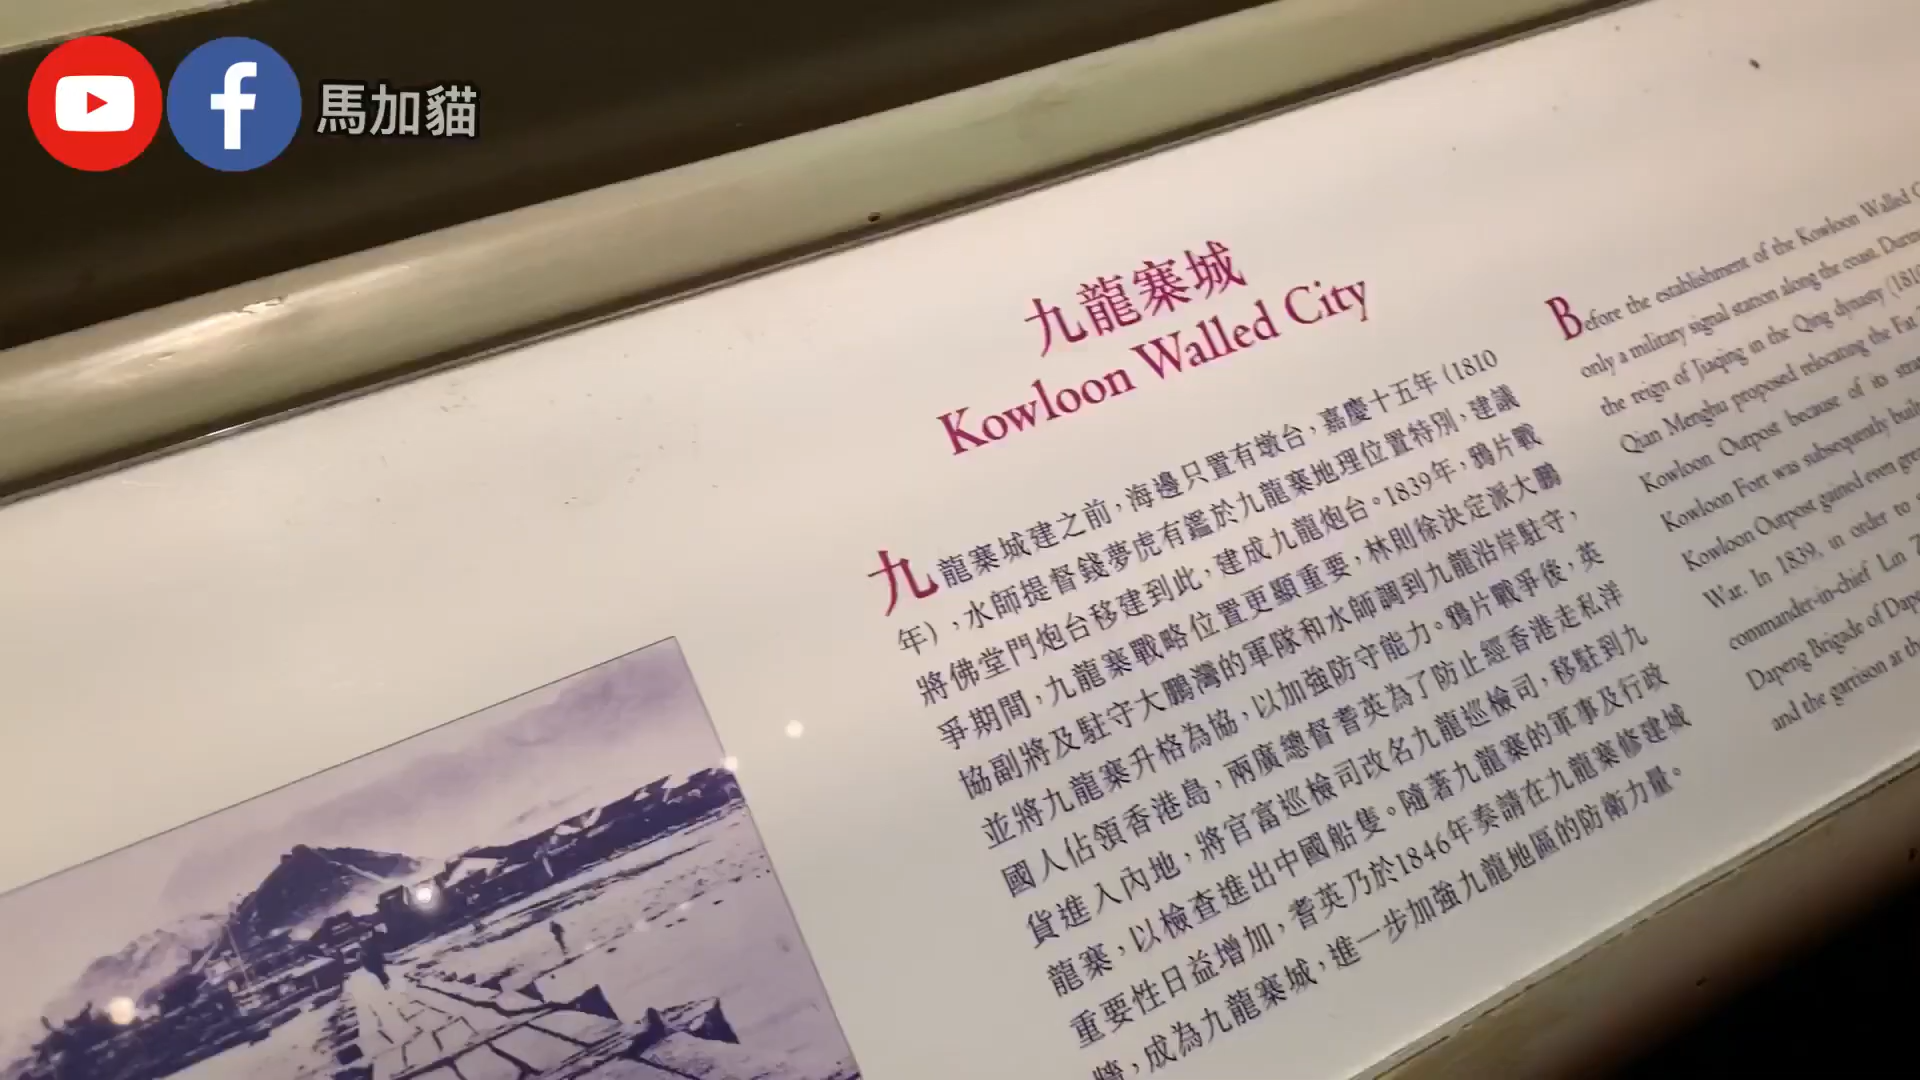 馬加貓
九龍寨城
Kowloon Walled City
九龍寨城建之前，海邊只置有墩台，嘉慶十五年（1810
年），水師提督錢夢虎有鑑於九龍寨地理位置特別，建議
將佛堂門炮台移建到此，建成九龍炮台。1839年，鴉片戰
爭期間，九龍寨戰略位置更顯重要，林則徐決定派大鵬
協副將及駐守大鵬灣的軍隊和水師調到九龍沿岸駐守，
並將九龍寨升格為協，以加強防守能力。鴉片戰爭後，英
國人佔領香港島，兩廣總督耆英為了防止經香港走私洋
貨進入內地，將官富巡檢司改名九龍巡檢司，移駐到九
龍寨，以檢查進出中國船隻。隨著九龍寨的軍事及行政
重要性日益增加，耆英乃於1846年奏請在九龍寨修建城
牆，成為九龍寨城，進一步加強九龍地區的防衛力量。
Before the establishment of the Kowloon Walled
only a military signal station along the coast.
the reign of Jiaqing in the Qing dynasty (1810
Qian Menghu proposed relocating the Fat
Kowloon Outpost because of its
Kowloon Fort was subsequently
Kowloon Outpost gained even
War. In 1839, in order to
commander-in-chief Lin
Dapeng Brigade of
and the garrison at